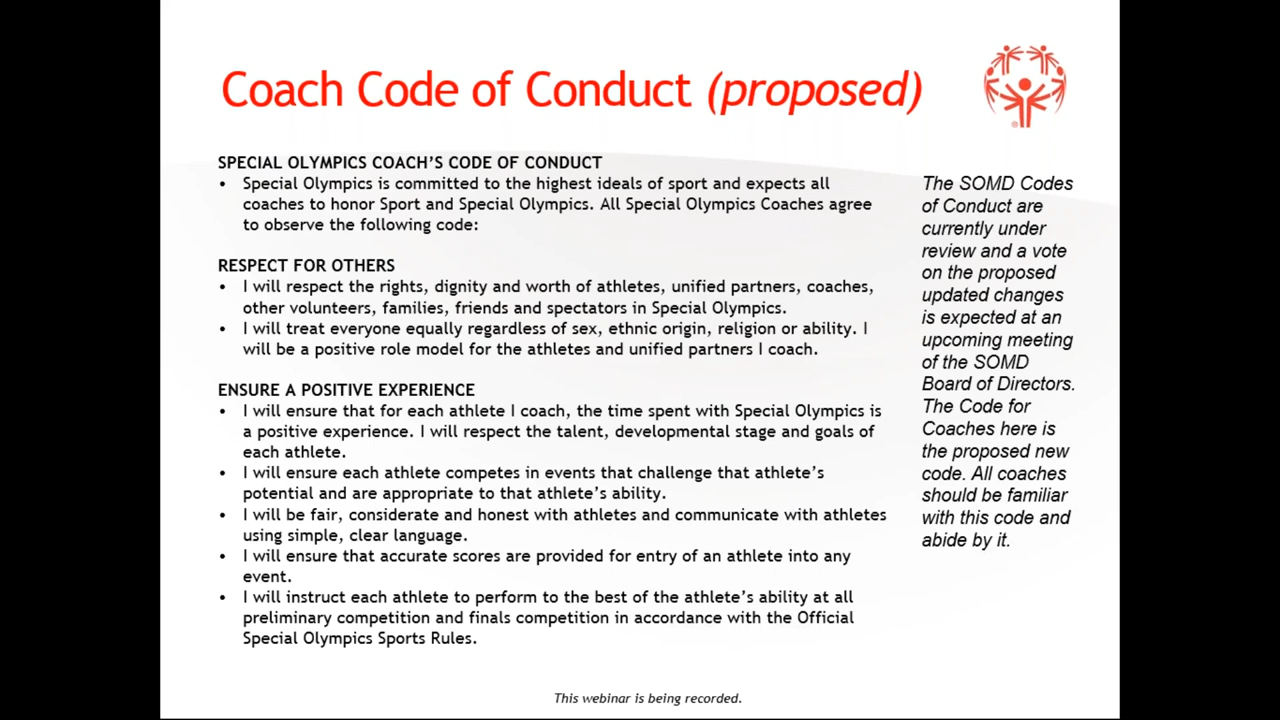 Coach Code of Conduct (proposed)
SPECIAL OLYMPICS COACH’S CODE OF CONDUCT
• Special Olympics is committed to the highest ideals of sport and expects all
coaches to honor Sport and Special Olympics. All Special Olympics Coaches agree
to observe the following code:
RESPECT FOR OTHERS
• I will respect the rights, dignity and worth of athletes, unified partners, coaches,
other volunteers, families, friends and spectators in Special Olympics.
• I will treat everyone equally regardless of sex, ethnic origin, religion or ability. I
will be a positive role model for the athletes and unified partners I coach.
ENSURE A POSITIVE EXPERIENCE
• I will ensure that for each athlete I coach, the time spent with Special Olympics is
a positive experience. I will respect the talent, developmental stage and goals of
each athlete.
• I will ensure each athlete competes in events that challenge that athlete’s
potential and are appropriate to that athlete’s ability.
• I will be fair, considerate and honest with athletes and communicate with athletes
using simple, clear language.
• I will ensure that accurate scores are provided for entry of an athlete into any
event.
• I will instruct each athlete to perform to the best of the athlete’s ability at all
preliminary competition and finals competition in accordance with the Official
Special Olympics Sports Rules.
The SOMD Codes
of Conduct are
currently under
review and a vote
on the proposed
updated changes
is expected at an
upcoming meeting
of the SOMD
Board of Directors.
The Code for
Coaches here is
the proposed new
code. All coaches
should be familiar
with this code and
abide by it.
This webinar is being recorded.